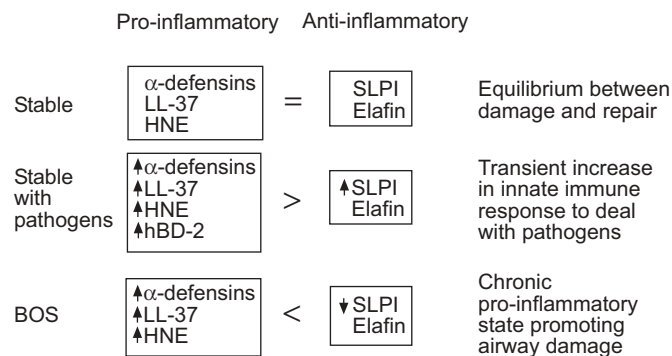 Pro-inflammatory Anti-inflammatory
Stable
α-defensins
LL-37
HNE
=
SLPI
Elafin
Equilibrium between
damage and repair
Stable
with
pathogens
↑α-defensins
↑LL-37
↑HNE
↑hBD-2
>
↑SLPI
Elafin
Transient increase
in innate immune
response to deal
with pathogens
BOS
↑α-defensins
↑LL-37
↑HNE
<
↓SLPI
Elafin
Chronic
pro-inflammatory
state promoting
airway damage